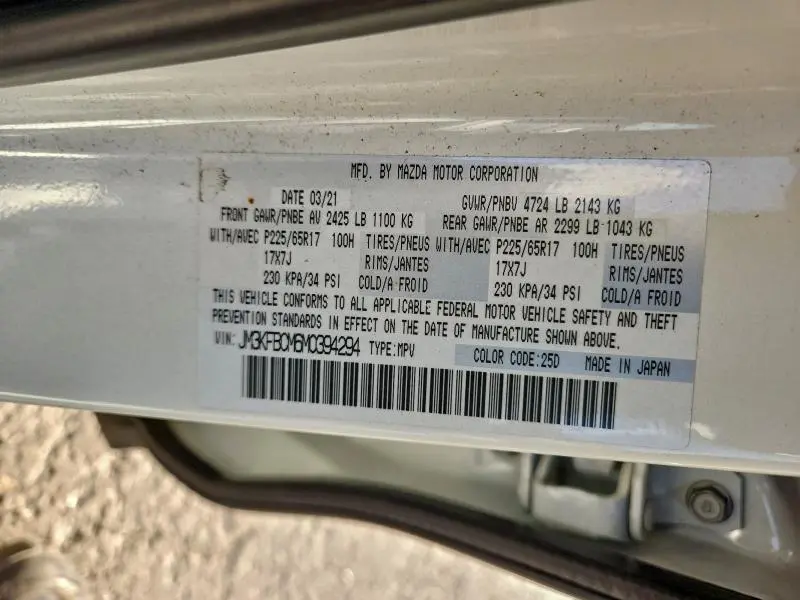 MFD. BY MAZDA MOTOR CORPORATION
DATE 03/21 GVWR/PNBV 4724 LB 2143 KG
FRONT GAWR/PNBE AV 2425 LB 1100 KG REAR GAWR/PNBE AR 2299 LB 1043 KG
WITH/AVEC P225/65R17 100H TIRES/PNEUS WITH/AVEC P225/65R17 100H TIRES/PNEUS
17X7J RIMS/JANTES 17X7J RIMS/JANTES
230 KPA/34 PSI COLD/A FROID 230 KPA/34 PSI COLD/A FROID
THIS VEHICLE CONFORMS TO ALL APPLICABLE FEDERAL MOTOR VEHICLE SAFETY AND THEFT
PREVENTION STANDARDS IN EFFECT ON THE DATE OF MANUFACTURE SHOWN ABOVE.
VIN: JM3KFBCM6M0394294 TYPE:MPV COLOR CODE:25D MADE IN JAPAN